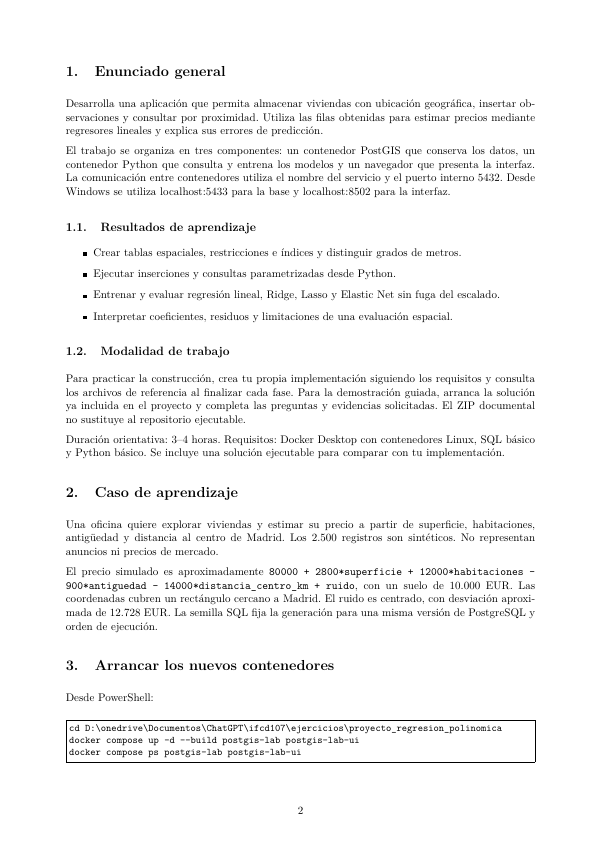 1. Enunciado general
Desarrolla una aplicación que permita almacenar viviendas con ubicación geográfica, insertar ob-
servaciones y consultar por proximidad. Utiliza las filas obtenidas para estimar precios mediante
regresores lineales y explica sus errores de predicción.
El trabajo se organiza en tres componentes: un contenedor PostGIS que conserva los datos, un
contenedor Python que consulta y entrena los modelos y un navegador que presenta la interfaz.
La comunicación entre contenedores utiliza el nombre del servicio y el puerto interno 5432. Desde
Windows se utiliza localhost:5433 para la base y localhost:8502 para la interfaz.
1.1. Resultados de aprendizaje
▪ Crear tablas espaciales, restricciones e índices y distinguir grados de metros.
▪ Ejecutar inserciones y consultas parametrizadas desde Python.
▪ Entrenar y evaluar regresión lineal, Ridge, Lasso y Elastic Net sin fuga del escalado.
▪ Interpretar coeficientes, residuos y limitaciones de una evaluación espacial.
1.2. Modalidad de trabajo
Para practicar la construcción, crea tu propia implementación siguiendo los requisitos y consulta
los archivos de referencia al finalizar cada fase. Para la demostración guiada, arranca la solución
ya incluida en el proyecto y completa las preguntas y evidencias solicitadas. El ZIP documental
no sustituye al repositorio ejecutable.
Duración orientativa: 3–4 horas. Requisitos: Docker Desktop con contenedores Linux, SQL básico
y Python básico. Se incluye una solución ejecutable para comparar con tu implementación.
2. Caso de aprendizaje
Una oficina quiere explorar viviendas y estimar su precio a partir de superficie, habitaciones,
antigüedad y distancia al centro de Madrid. Los 2.500 registros son sintéticos. No representan
anuncios ni precios de mercado.
El precio simulado es aproximadamente 80000 + 2800*superficie + 12000*habitaciones -
900*antiguedad - 14000*distancia_centro_km + ruido, con un suelo de 10.000 EUR. Las
coordenadas cubren un rectángulo cercano a Madrid. El ruido es centrado, con desviación aproxi-
mada de 12.728 EUR. La semilla SQL fija la generación para una misma versión de PostgreSQL y
orden de ejecución.
3. Arrancar los nuevos contenedores
Desde PowerShell:
cd D:\onedrive\Documentos\ChatGPT\ifcd107\ejercicios\proyecto_regresion_polinomica
docker compose up -d --build postgis-lab postgis-lab-ui
docker compose ps postgis-lab postgis-lab-ui
2